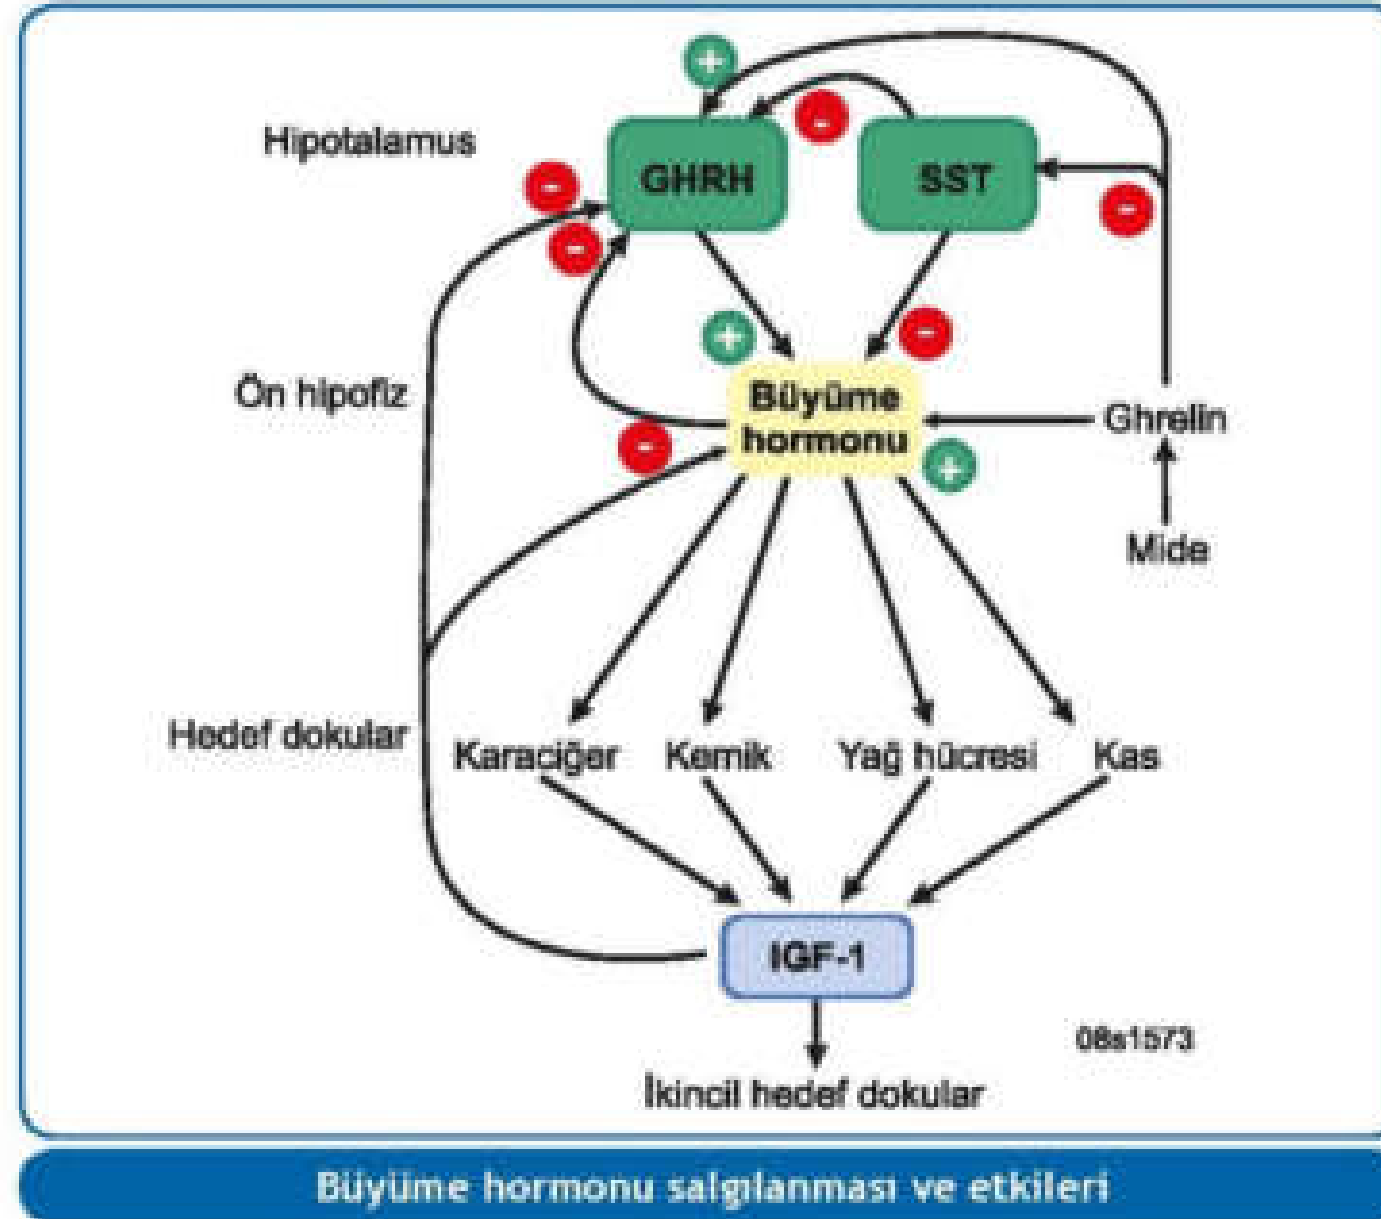 +
Hipotalamus
-
-
GHRH
SST
-
-
+
-
Ön hipofiz
Büyüme
hormonu
-
+
Ghrelin
Mide
Hedef dokular
Karaciğer
Kemik
Yağ hücresi
Kas
IGF-1
08s1573
İkincil hedef dokular
Büyüme hormonu salgılanması ve etkileri